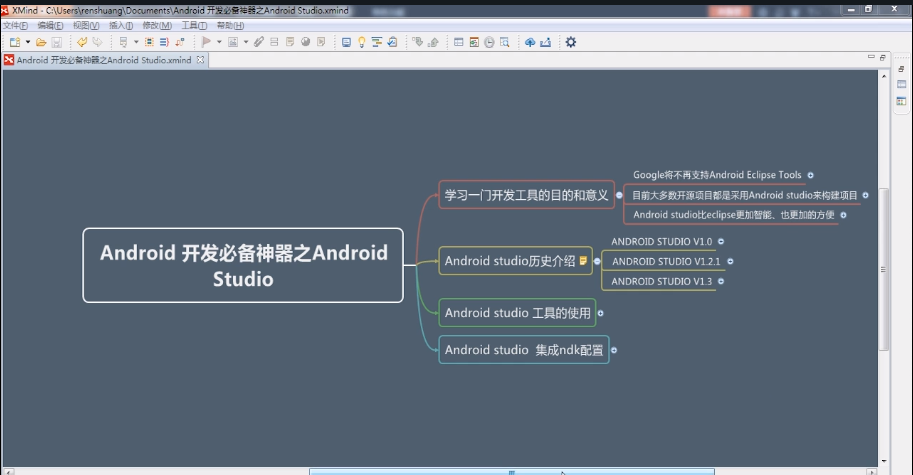 XMind - C:\Users\renshuang\Documents\Android 开发必备神器之Android Studio.xmind
文件(F) 编辑(E) 视图(V) 插入(I) 修改(M) 工具(T) 帮助(H)
Android 开发必备神器之Android Studio.xmind
Android 开发必备神器之Android
Studio
学习一门开发工具的目的和意义
Google将不再支持Android Eclipse Tools
目前大多数开源项目都是采用Android studio来构建项目
Android studio比eclipse更加智能、也更加的方便
Android studio历史介绍
ANDROID STUDIO V1.0
ANDROID STUDIO V1.2.1
ANDROID STUDIO V1.3
Android studio 工具的使用
Android studio 集成ndk配置